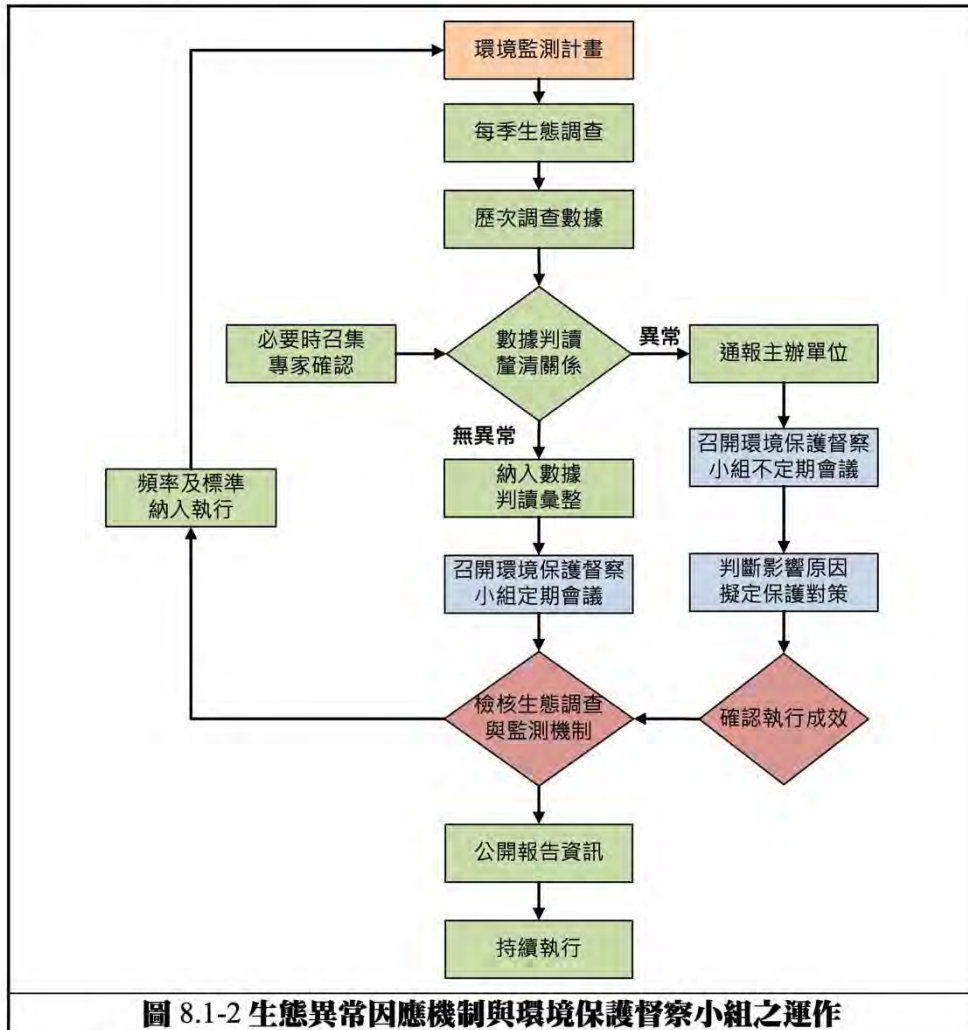 環境監測計畫
每季生態調查
歷次調查數據
必要時召集
專家確認
數據判讀
釐清關係
異常
通報主辦單位
無異常
召開環境保護督察
小組不定期會議
頻率及標準
納入執行
納入數據
判讀彙整
召開環境保護督察
小組定期會議
判斷影響原因
擬定保護對策
檢核生態調查
與監測機制
確認執行成效
公開報告資訊
持續執行
圖 8.1-2 生態異常因應機制與環境保護督察小組之運作